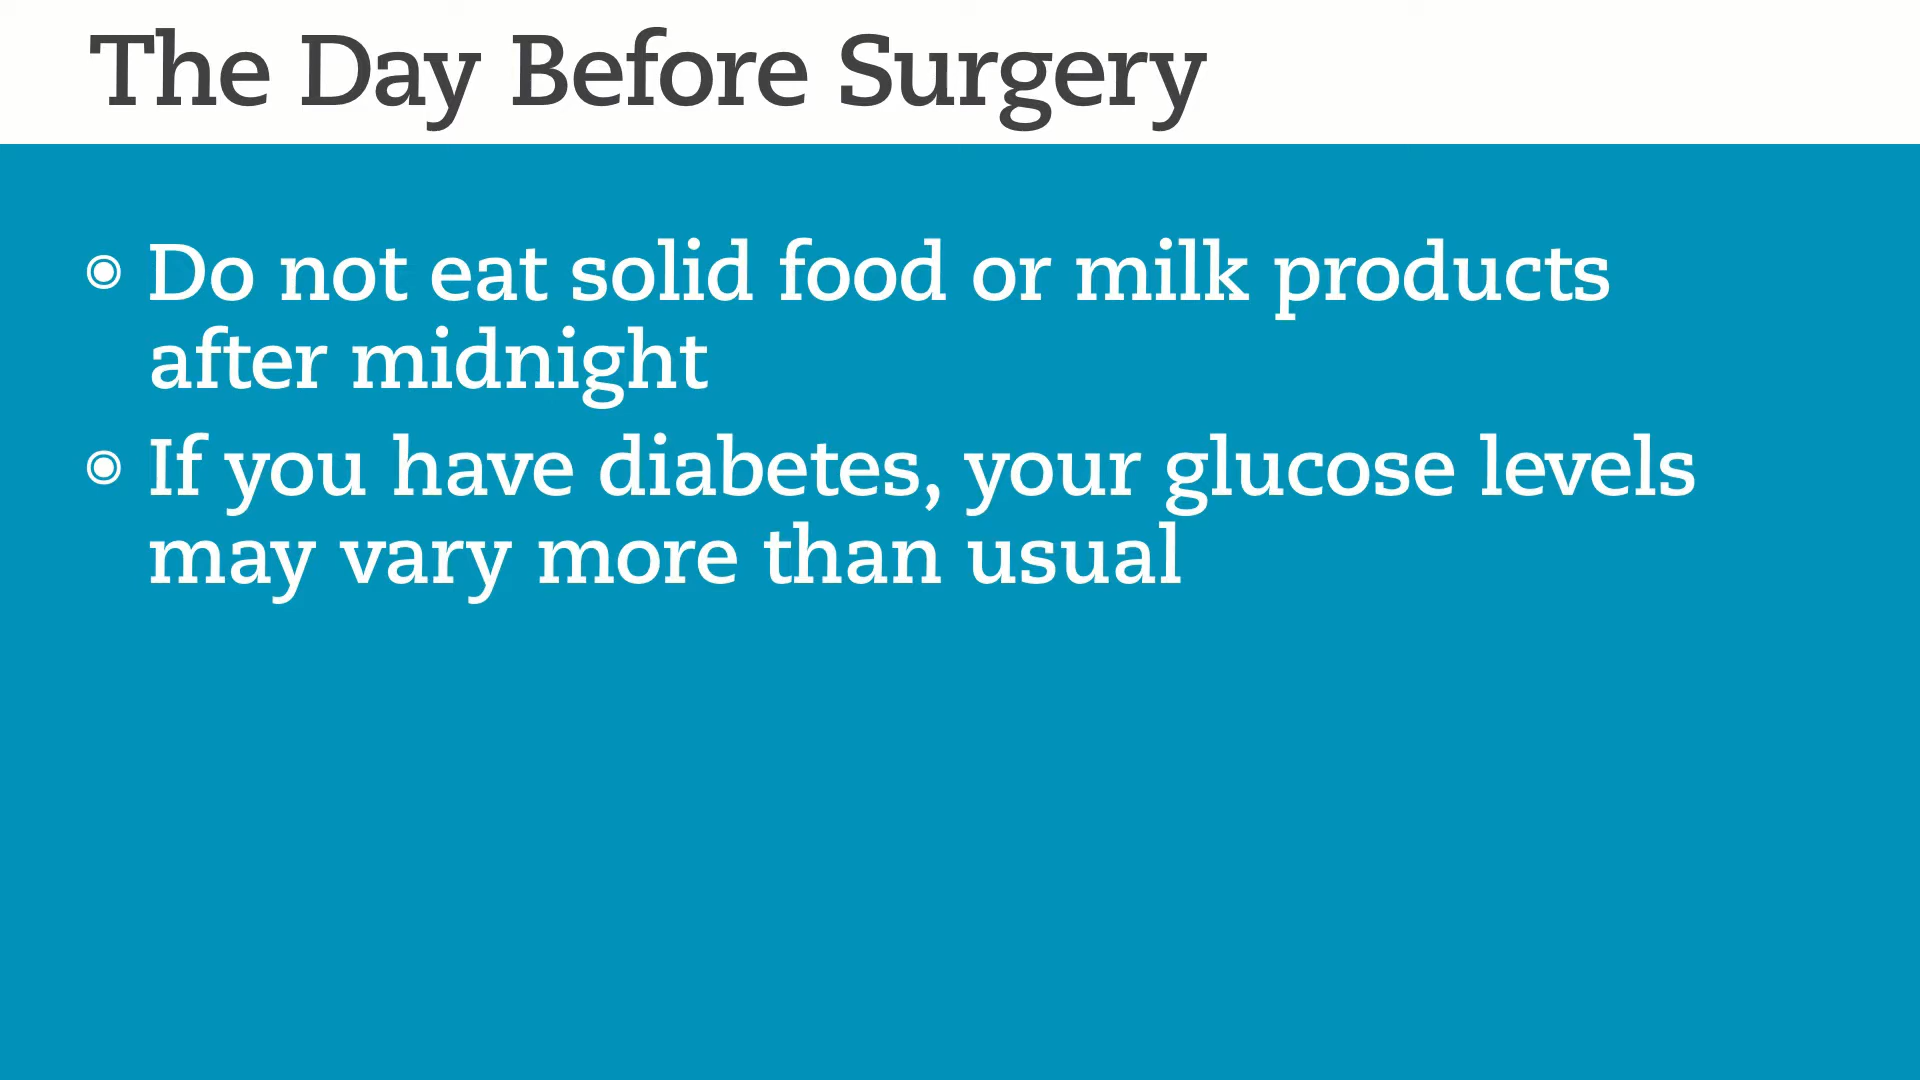 The Day Before Surgery
◉ Do not eat solid food or milk products
after midnight
◉ If you have diabetes, your glucose levels
may vary more than usual